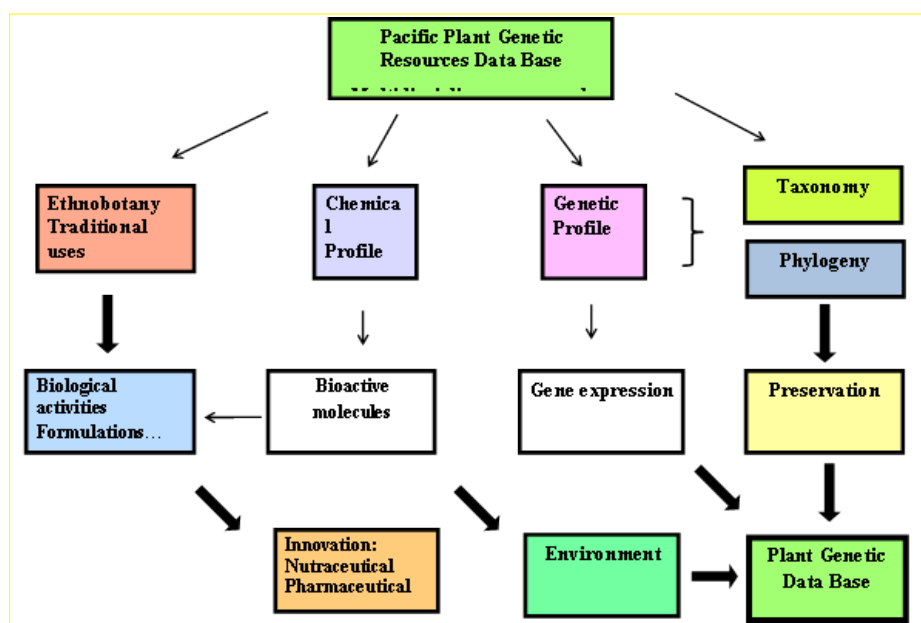 Pacific Plant Genetic
Resources Data Base
Ethnobotany
Traditional
uses
Chemica
l
Profile
Genetic
Profile
Taxonomy
Phylogeny
Biological
activities
Formulations...
Bioactive
molecules
Gene expression
Preservation
Innovation:
Nutraceutical
Pharmaceutical
Environment
Plant Genetic
Data Base